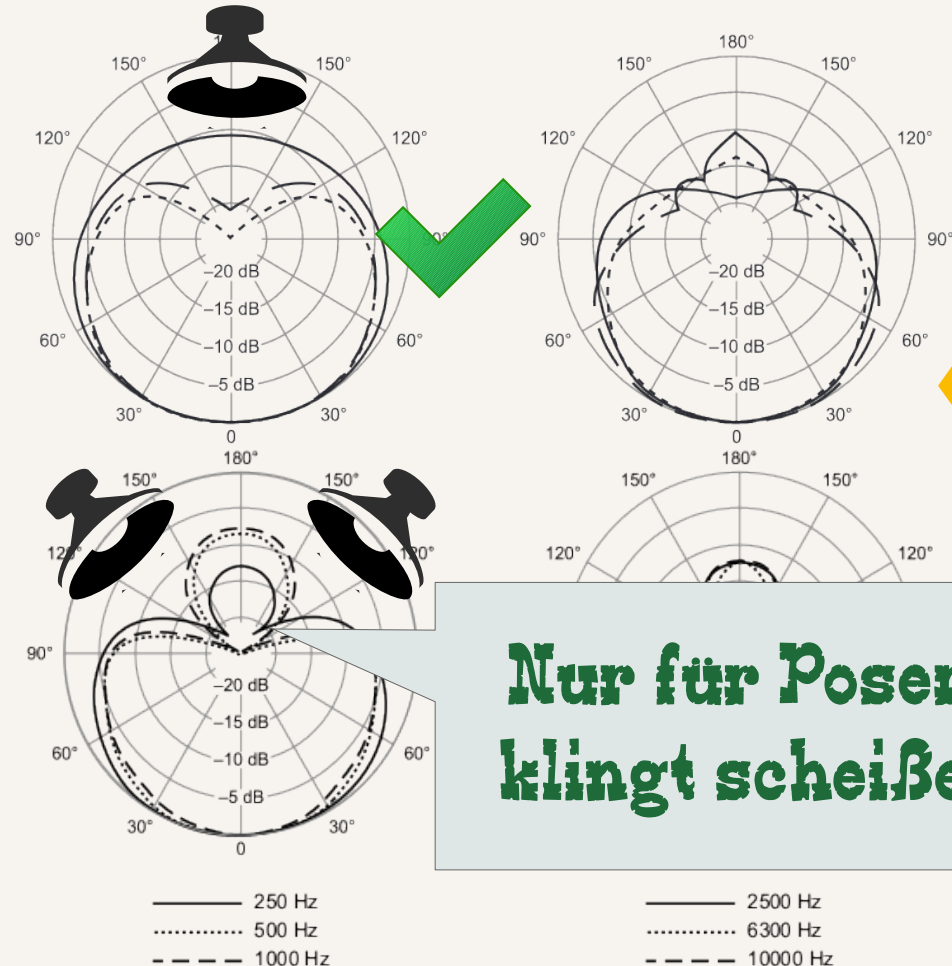 180°
150°
150°
150°
150°
120°
120°
120°
120°
90°
90°
90°
90°
–20 dB
–20 dB
–15 dB
–15 dB
60°
–10 dB
60°
60°
–10 dB
60°
–5 dB
–5 dB
30°
30°
30°
30°
0
0
180°
180°
150°
150°
150°
150°
120°
120°
120°
120°
90°
–20 dB
–15 dB
60°
–10 dB
–5 dB
30°
30°
0
Nur für Poser
klingt scheiße
250 Hz
2500 Hz
500 Hz
6300 Hz
1000 Hz
10000 Hz